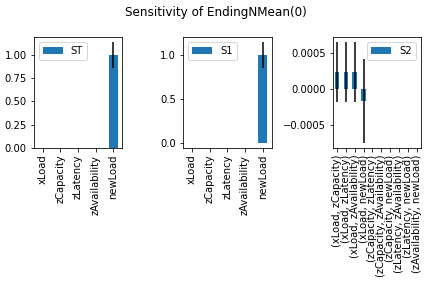 Sensitivity of EndingNMean(0)
ST
1.00
0.75
0.50
0.25
0.00
xLoad
zCapacity
zLatency
zAvailability
newLoad
S1
1.0
0.5
0.0
xLoad
zCapacity
zLatency
zAvailability
newLoad
S2
0.0005
0.0000
−0.0005
(xLoad, zCapacity)
(xLoad, zLatency)
(xLoad, zAvailability)
(xLoad, newLoad)
(zCapacity, zLatency)
(zCapacity, zAvailability)
(zCapacity, newLoad)
(zLatency, zAvailability)
(zLatency, newLoad)
(zAvailability, newLoad)